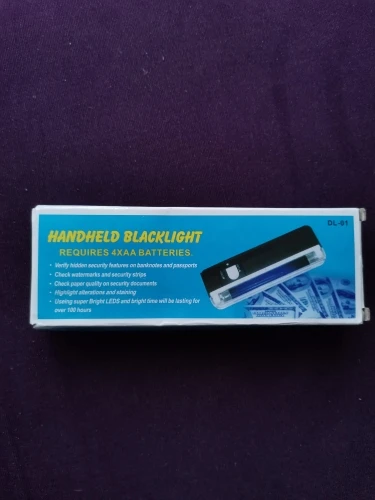 HANDHELD BLACKLIGHT
DL-01
REQUIRES 4XAA BATTERIES.
• Verify hidden security features on banknotes and passports
• Check watermarks and security strips
• Check paper quality on security documents
• Highlight alterations and staining
• Useing super Bright LEDS and bright time will be lasting for
over 100 hours